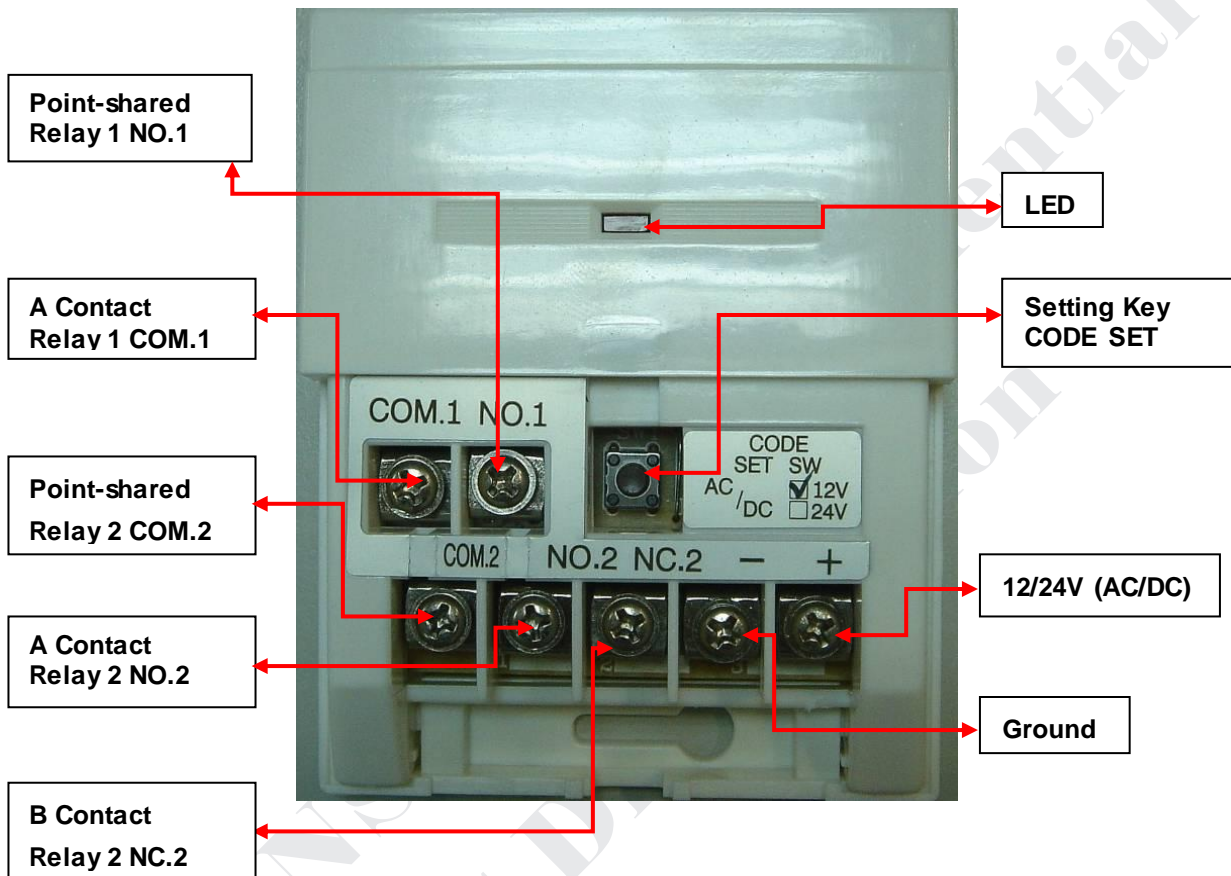 Point-shared
Relay 1 NO.1
LED
A Contact
Relay 1 COM.1
Setting Key
CODE SET
COM.1 NO.1
CODE
SET SW
AC
/DC
12V
24V
Point-shared
Relay 2 COM.2
COM.2 NO.2 NC.2 − +
12/24V (AC/DC)
A Contact
Relay 2 NO.2
Ground
B Contact
Relay 2 NC.2